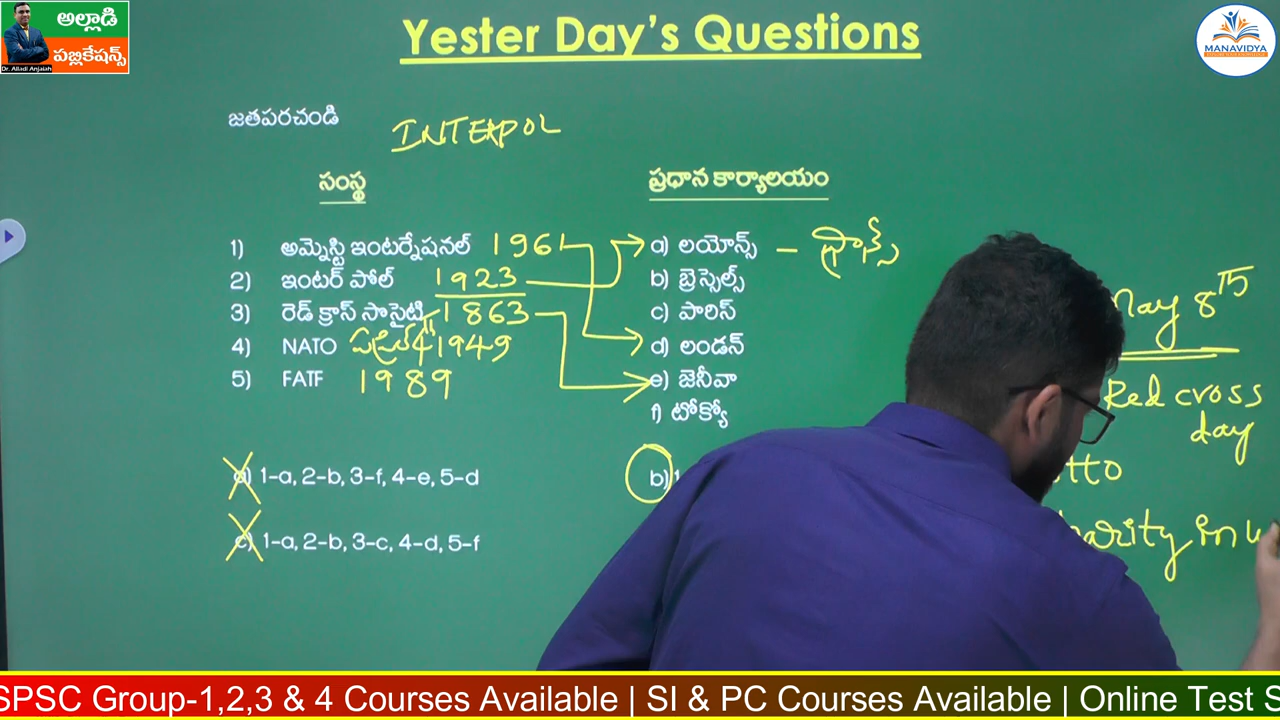 అల్లాడి
పబ్లికేషన్స్
Dr. Alladi Anjaiah
Yester Day's Questions
MANAVIDYA
జతపరచండి
INTERPOL
సంస్థ
ప్రధాన కార్యాలయం
1) అమ్నెస్టి ఇంటర్నేషనల్ 1961 a) లయోన్స్ – ఫ్రాన్స్
2) ఇంటర్ పోల్ 1923 b) బ్రెస్సెల్స్
3) రెడ్ క్రాస్ సొసైటి 1863 c) పారిస్
4) NATO ఏప్రిల్ 4 1949 d) లండన్
5) FATF 1989 e) జెనీవా
f) టోక్యో
May 8th
Red cross
day
a) 1-a, 2-b, 3-f, 4-e, 5-d b)
tto
c) 1-a, 2-b, 3-c, 4-d, 5-f
arity in w
SPSC Group-1,2,3 & 4 Courses Available | SI & PC Courses Available | Online Test S